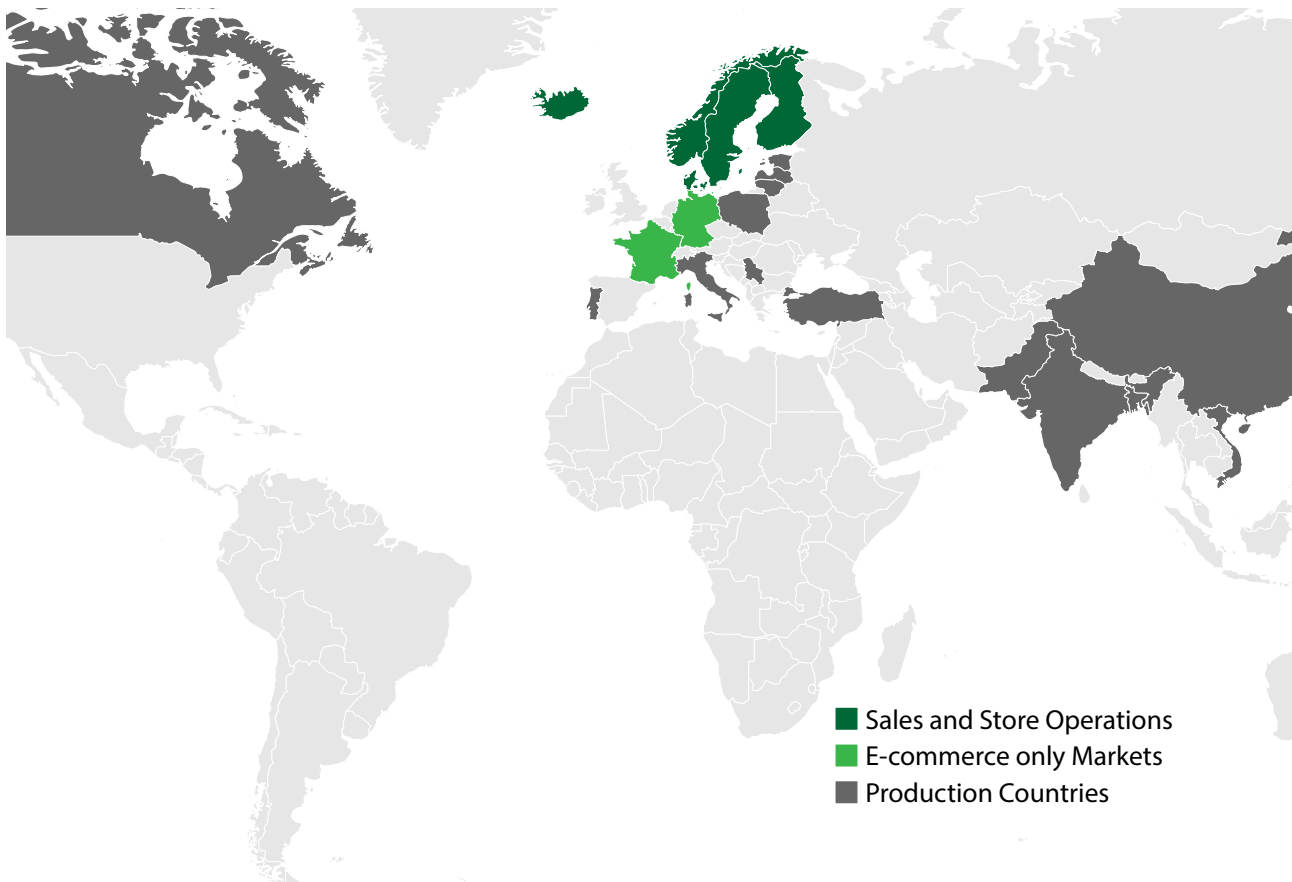 Sales and Store Operations
E-commerce only Markets
Production Countries